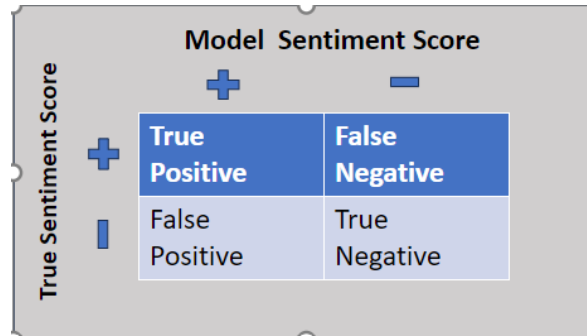 Model Sentiment Score
True Sentiment Score
True
Positive
False
Negative
False
Positive
True
Negative